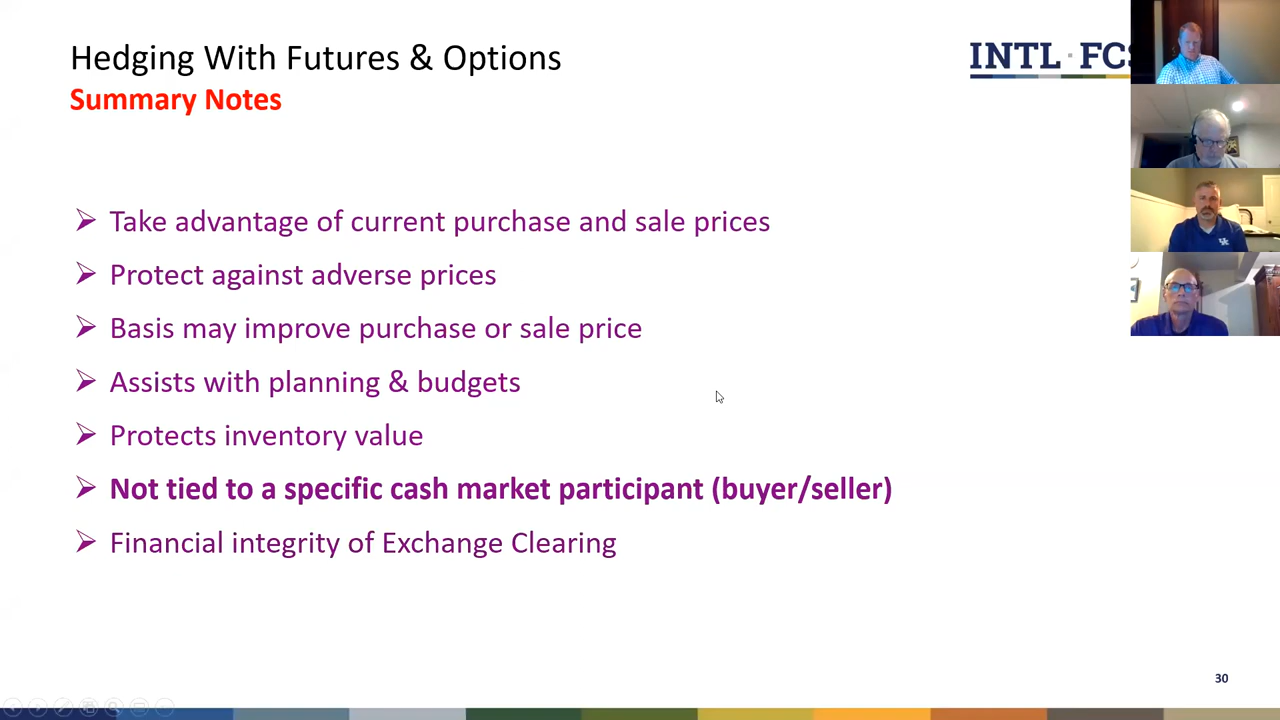 Hedging With Futures & Options
Summary Notes
INTL FCS
➢ Take advantage of current purchase and sale prices
➢ Protect against adverse prices
➢ Basis may improve purchase or sale price
➢ Assists with planning & budgets
➢ Protects inventory value
➢ Not tied to a specific cash market participant (buyer/seller)
➢ Financial integrity of Exchange Clearing
UK
30